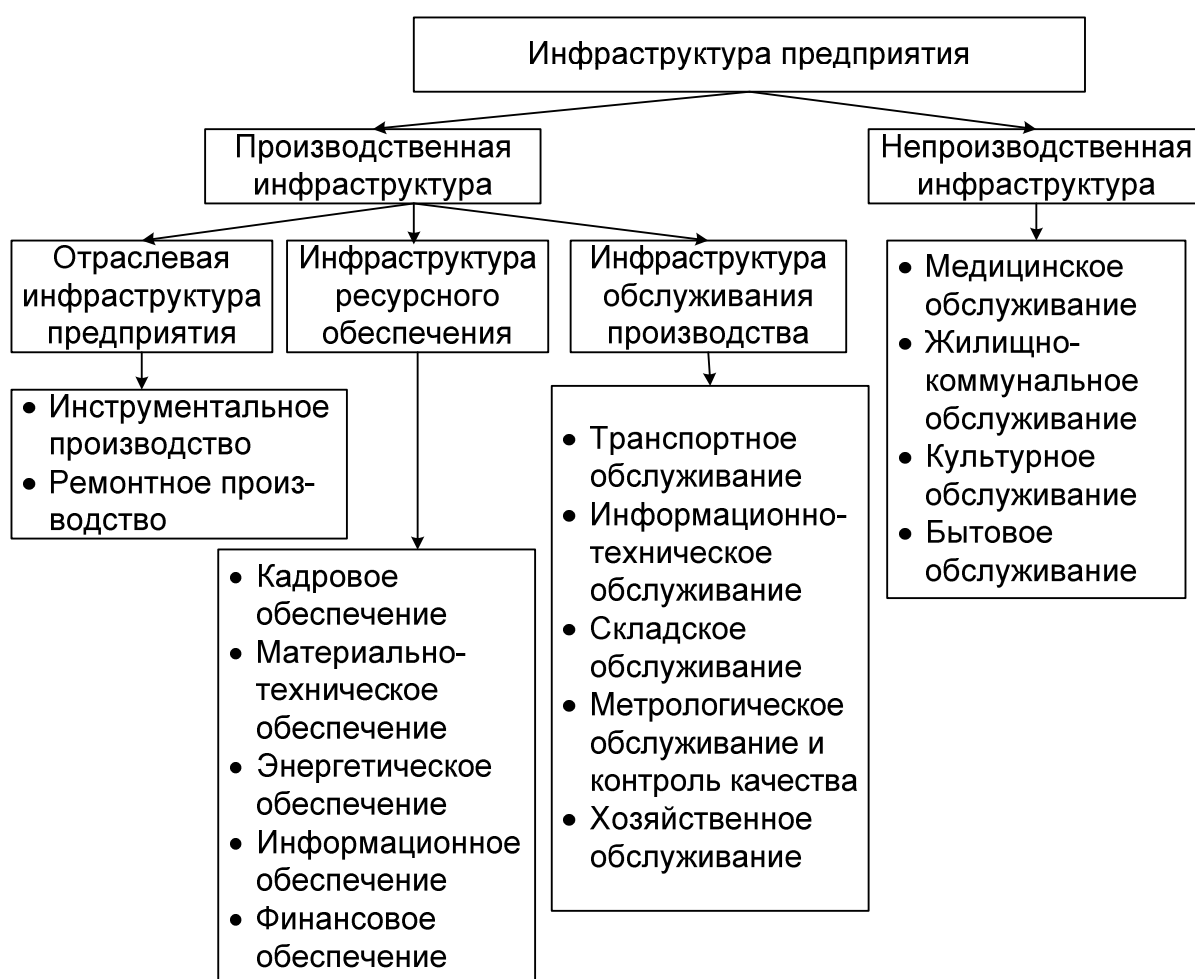 Инфраструктура предприятия
Производственная
инфраструктура
Непроизводственная
инфраструктура
Отраслевая
инфраструктура
предприятия
Инфраструктура
ресурсного
обеспечения
Инфраструктура
обслуживания
производства
• Медицинское
обслуживание
• Жилищно-
коммунальное
обслуживание
• Культурное
обслуживание
• Бытовое
обслуживание
• Инструментальное
производство
• Ремонтное произ-
водство
• Транспортное
обслуживание
• Информационно-
техническое
обслуживание
• Складское
обслуживание
• Метрологическое
обслуживание и
контроль качества
• Хозяйственное
обслуживание
• Кадровое
обеспечение
• Материально-
техническое
обеспечение
• Энергетическое
обеспечение
• Информационное
обеспечение
• Финансовое
обеспечение